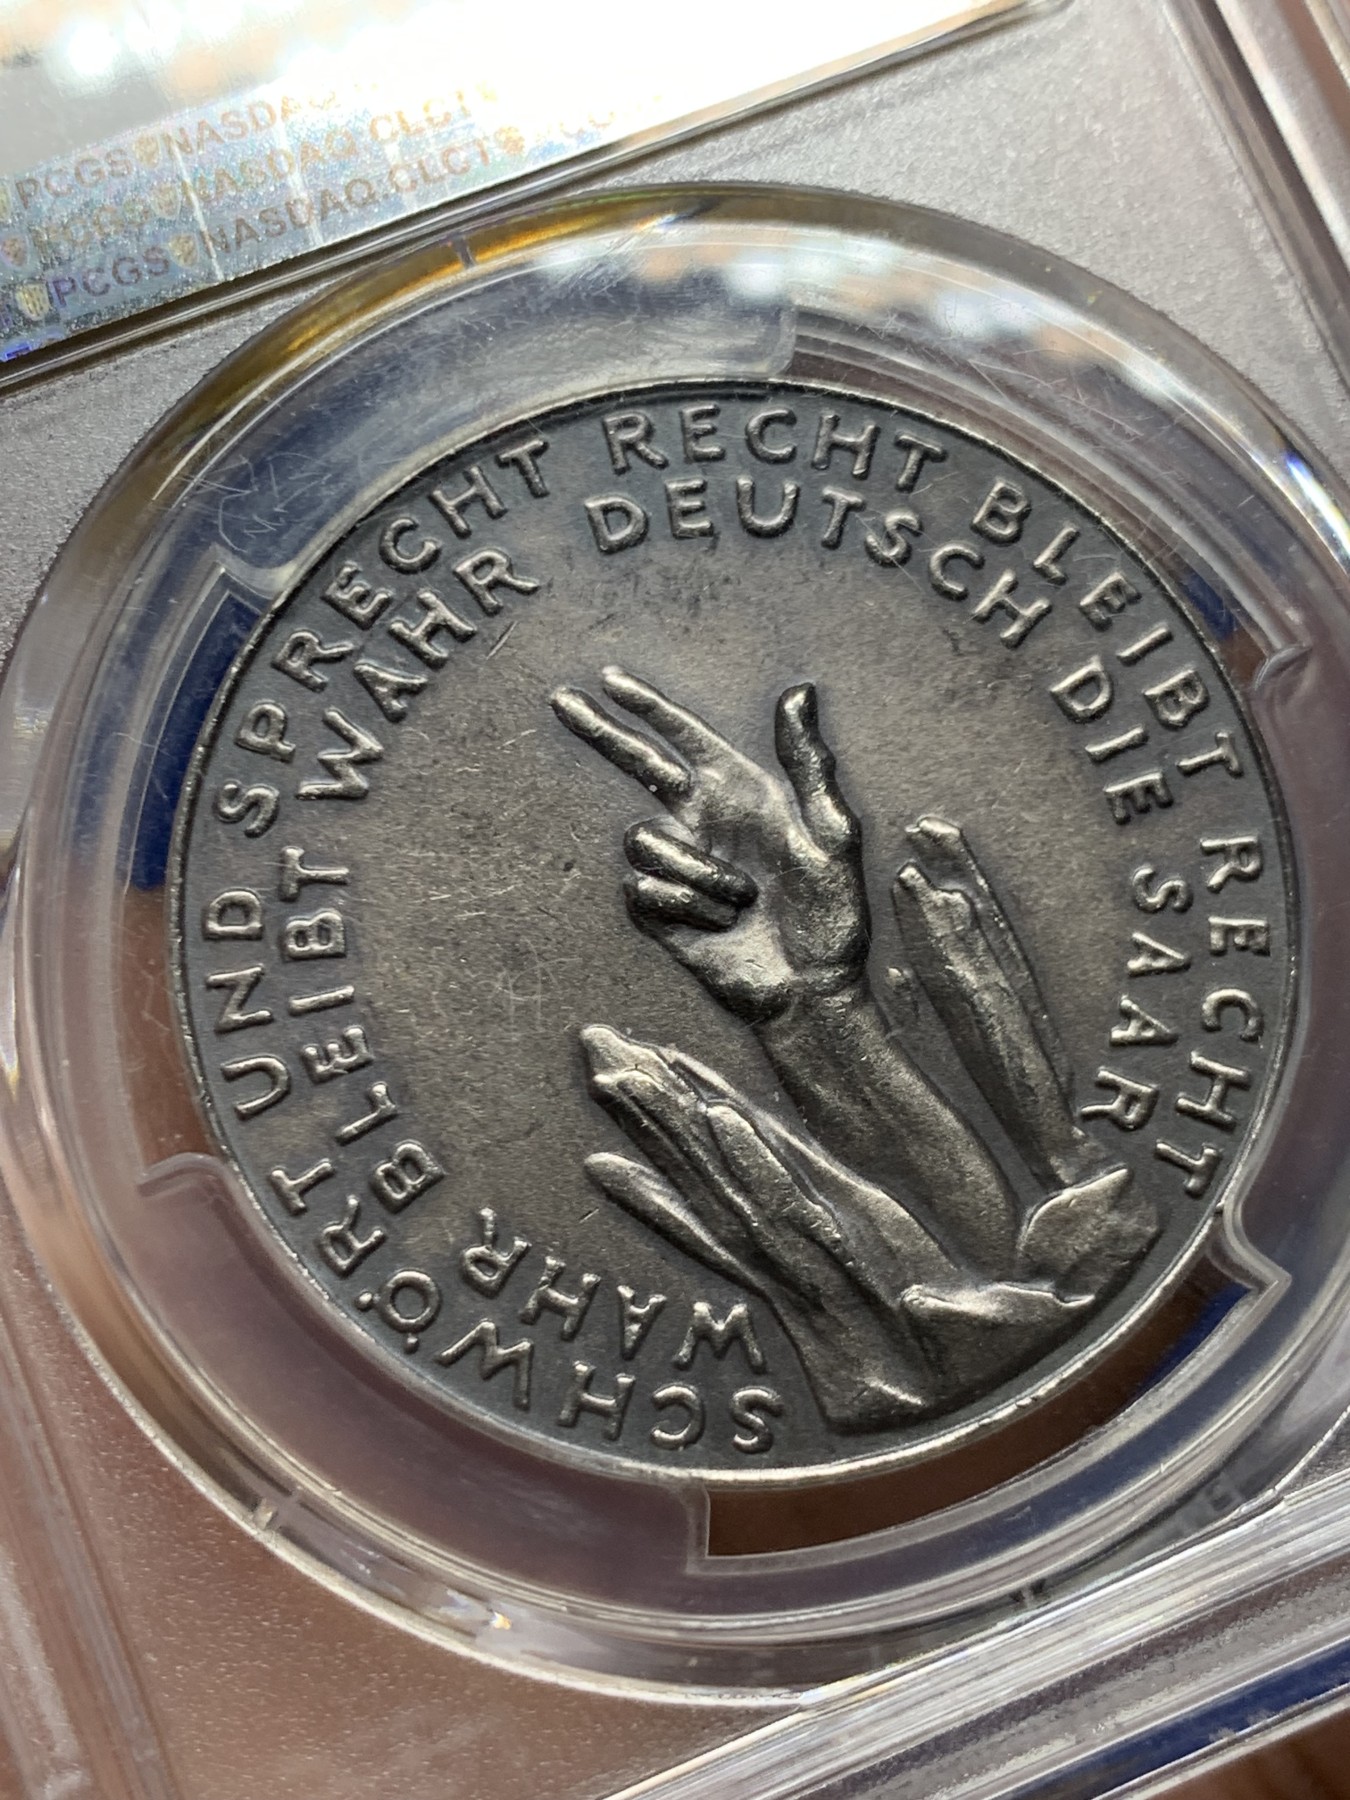 PCGS NASDAQ
PCGS NASDAQ CLCT
PCGS NASDAQ.CLCT
SCHWÖRT UND SPRECHT RECHT BLEIBT RECHT
WAHR BLEIBT WAHR DEUTSCH DIE SAAR